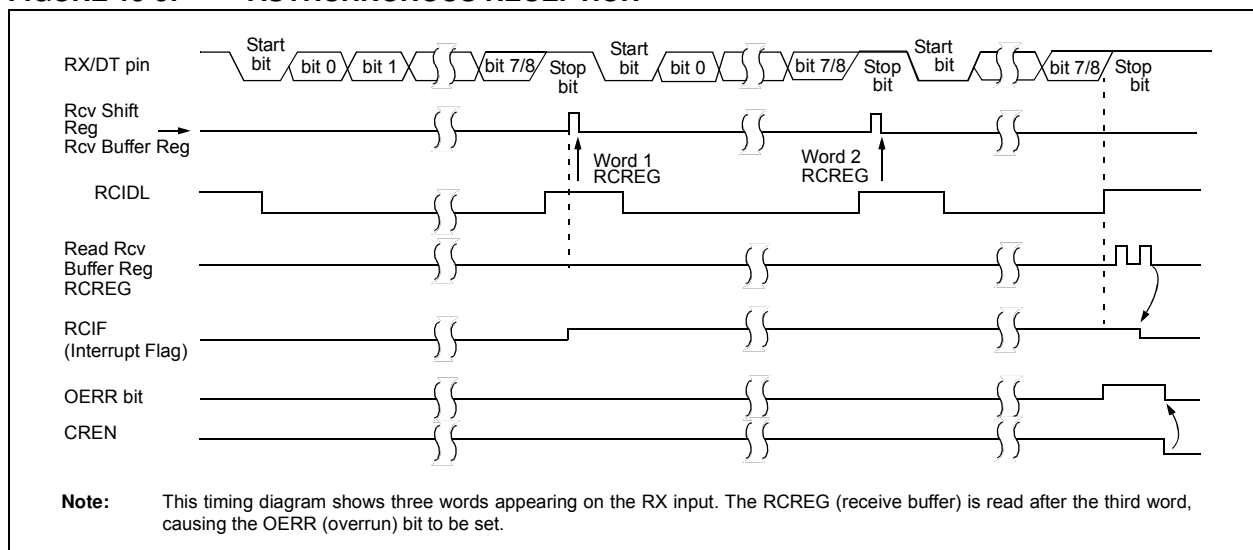 RX/DT pin
Start
bit
bit 0
bit 1
bit 7/8
Stop
bit
Start
bit
bit 0
bit 7/8
Stop
bit
Start
bit
bit 7/8
Stop
bit
Rcv Shift
Reg
Rcv Buffer Reg
Word 1
RCREG
Word 2
RCREG
RCIDL
Read Rcv
Buffer Reg
RCREG
RCIF
(Interrupt Flag)
OERR bit
CREN
Note: This timing diagram shows three words appearing on the RX input. The RCREG (receive buffer) is read after the third word,
causing the OERR (overrun) bit to be set.